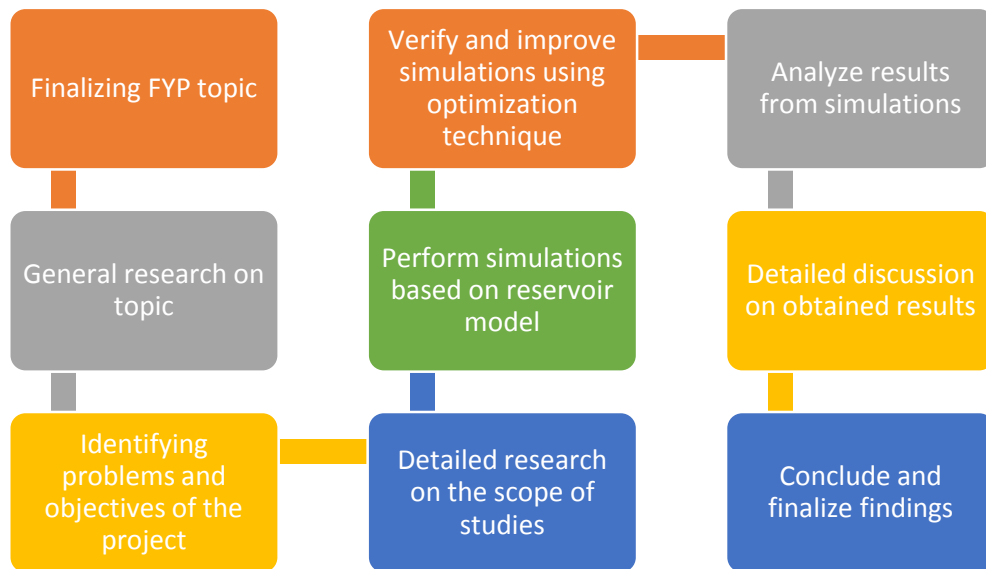 Finalizing FYP topic
General research on
topic
Identifying
problems and
objectives of the
project
Detailed research
on the scope of
studies
Perform simulations
based on reservoir
model
Verify and improve
simulations using
optimization
technique
Analyze results
from simulations
Detailed discussion
on obtained results
Conclude and
finalize findings